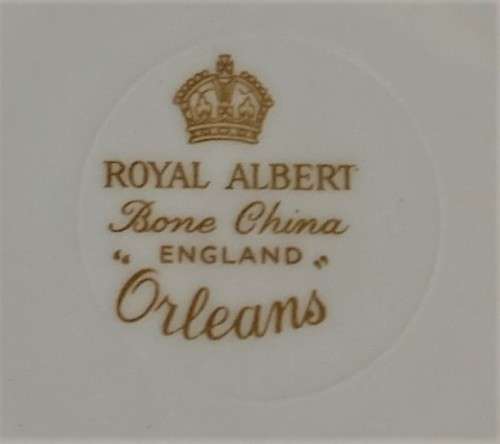 ROYAL ALBERT
Bone China
ENGLAND
"Orleans"